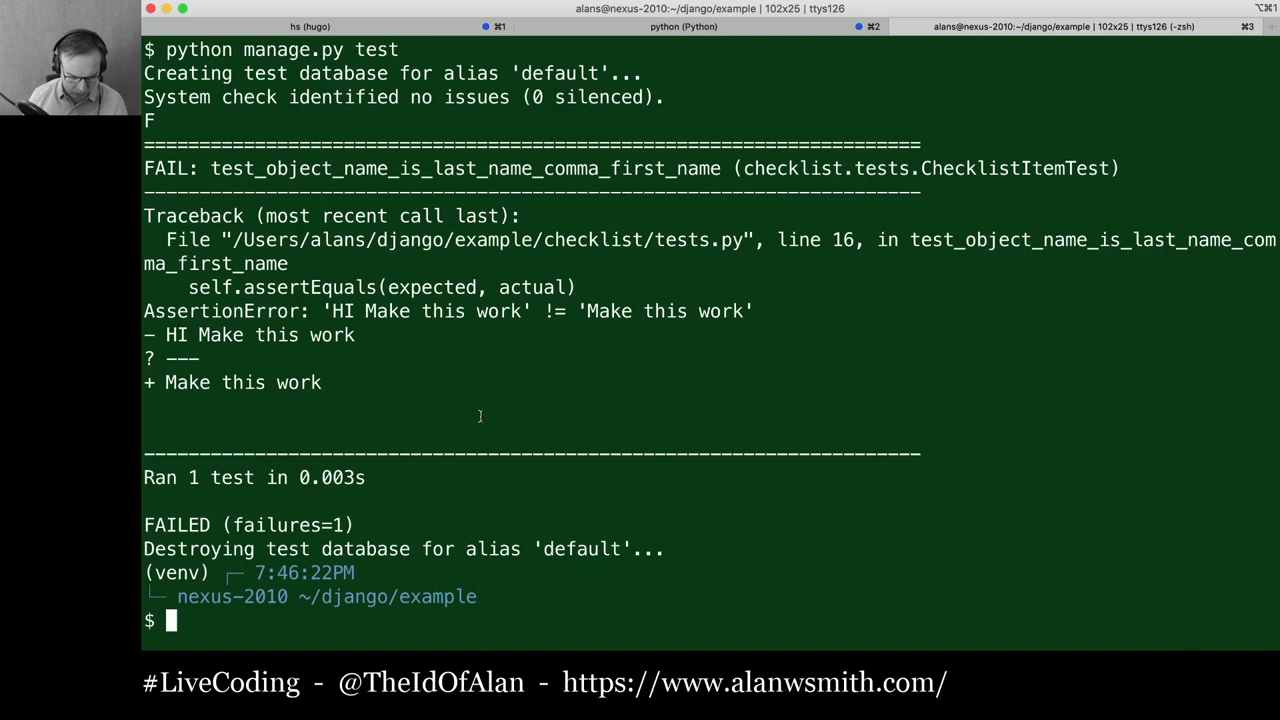 alans@nexus-2010:~/django/example | 102x25 | ttys126
⌥⌘1
hs (hugo) ⌘1 python (Python) ⌘2 alans@nexus-2010:~/django/example | 102x25 | ttys126 (-zsh) ⌘3 +
$ python manage.py test
Creating test database for alias 'default'...
System check identified no issues (0 silenced).
F
======================================================================
FAIL: test_object_name_is_last_name_comma_first_name (checklist.tests.ChecklistItemTest)
----------------------------------------------------------------------
Traceback (most recent call last):
  File "/Users/alans/django/example/checklist/tests.py", line 16, in test_object_name_is_last_name_com
ma_first_name
    self.assertEquals(expected, actual)
AssertionError: 'HI Make this work' != 'Make this work'
- HI Make this work
? ---
+ Make this work
----------------------------------------------------------------------
Ran 1 test in 0.003s
FAILED (failures=1)
Destroying test database for alias 'default'...
(venv) ┌─ 7:46:22PM
└─ nexus-2010 ~/django/example
$
#LiveCoding - @TheIdOfAlan - https://www.alanwsmith.com/